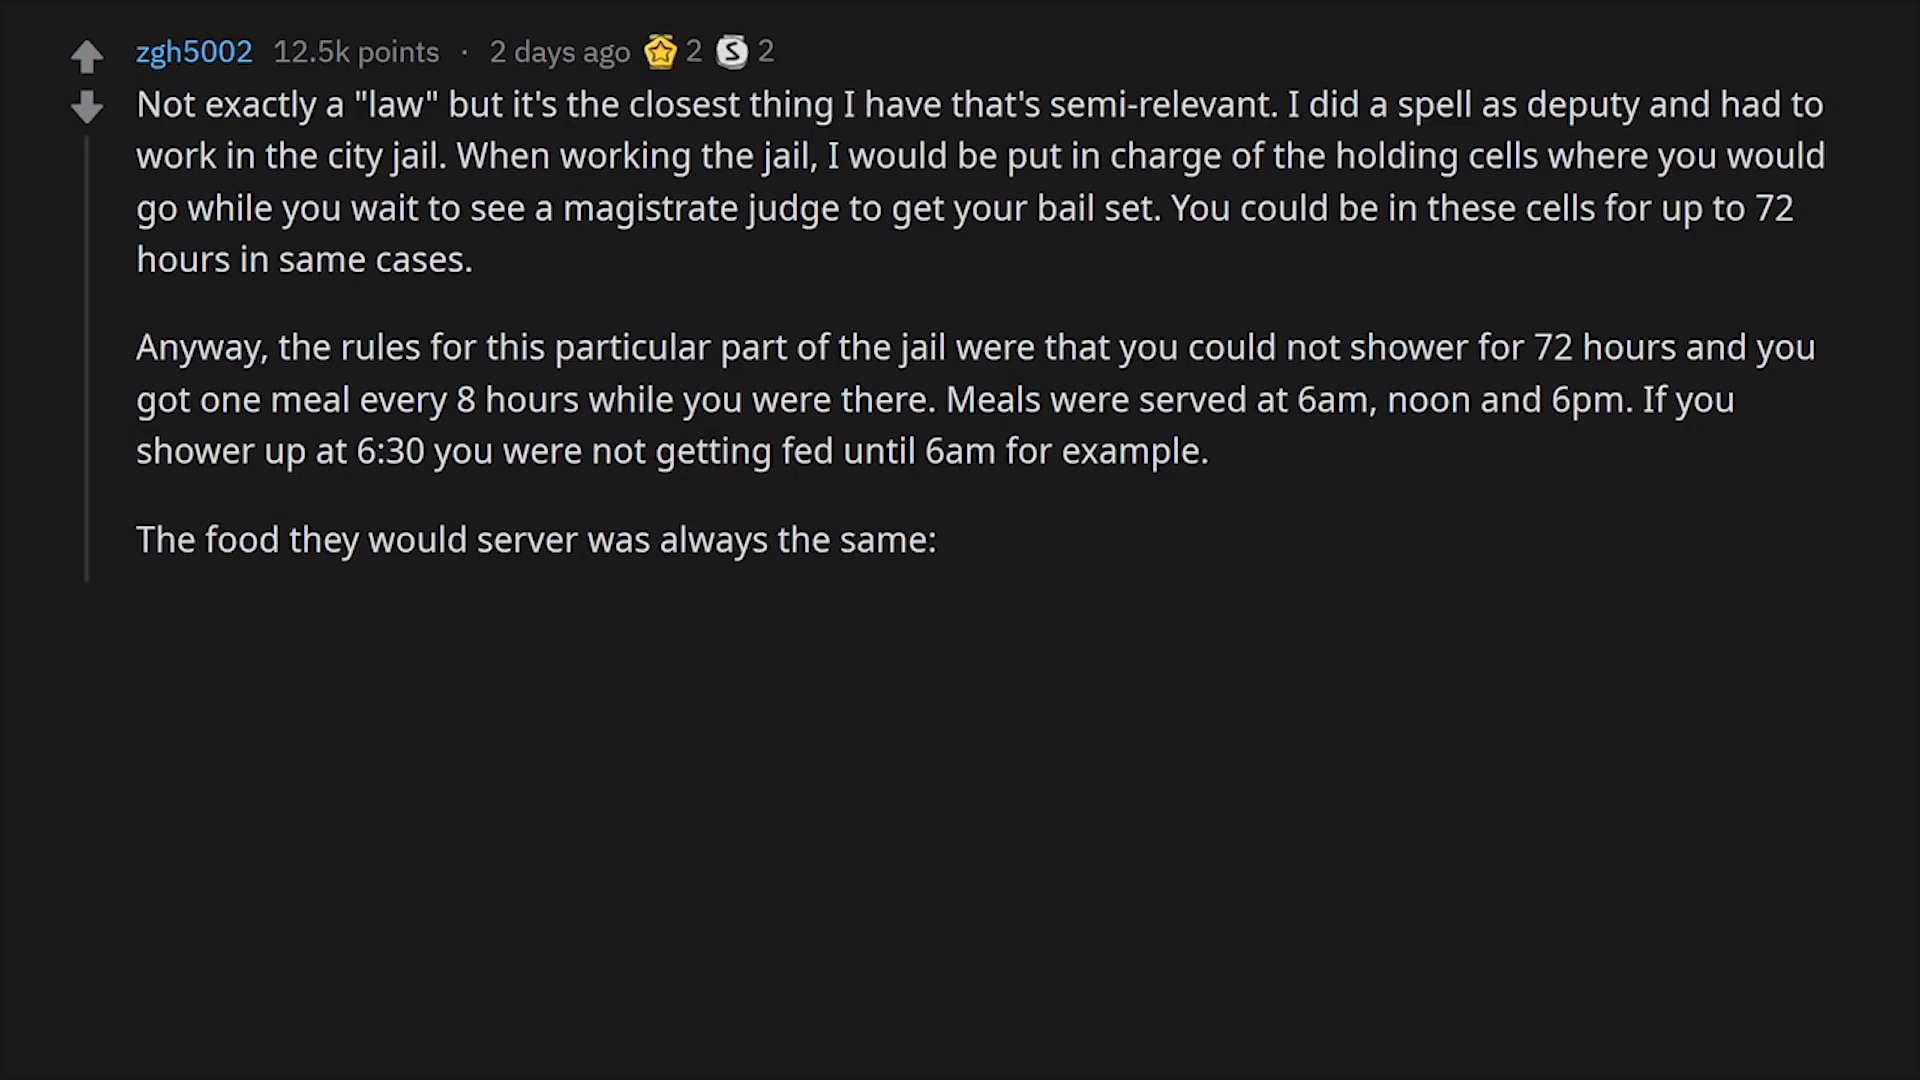 zgh5002 12.5k points · 2 days ago 2 S 2
Not exactly a "law" but it's the closest thing I have that's semi-relevant. I did a spell as deputy and had to
work in the city jail. When working the jail, I would be put in charge of the holding cells where you would
go while you wait to see a magistrate judge to get your bail set. You could be in these cells for up to 72
hours in same cases.
Anyway, the rules for this particular part of the jail were that you could not shower for 72 hours and you
got one meal every 8 hours while you were there. Meals were served at 6am, noon and 6pm. If you
shower up at 6:30 you were not getting fed until 6am for example.
The food they would server was always the same: